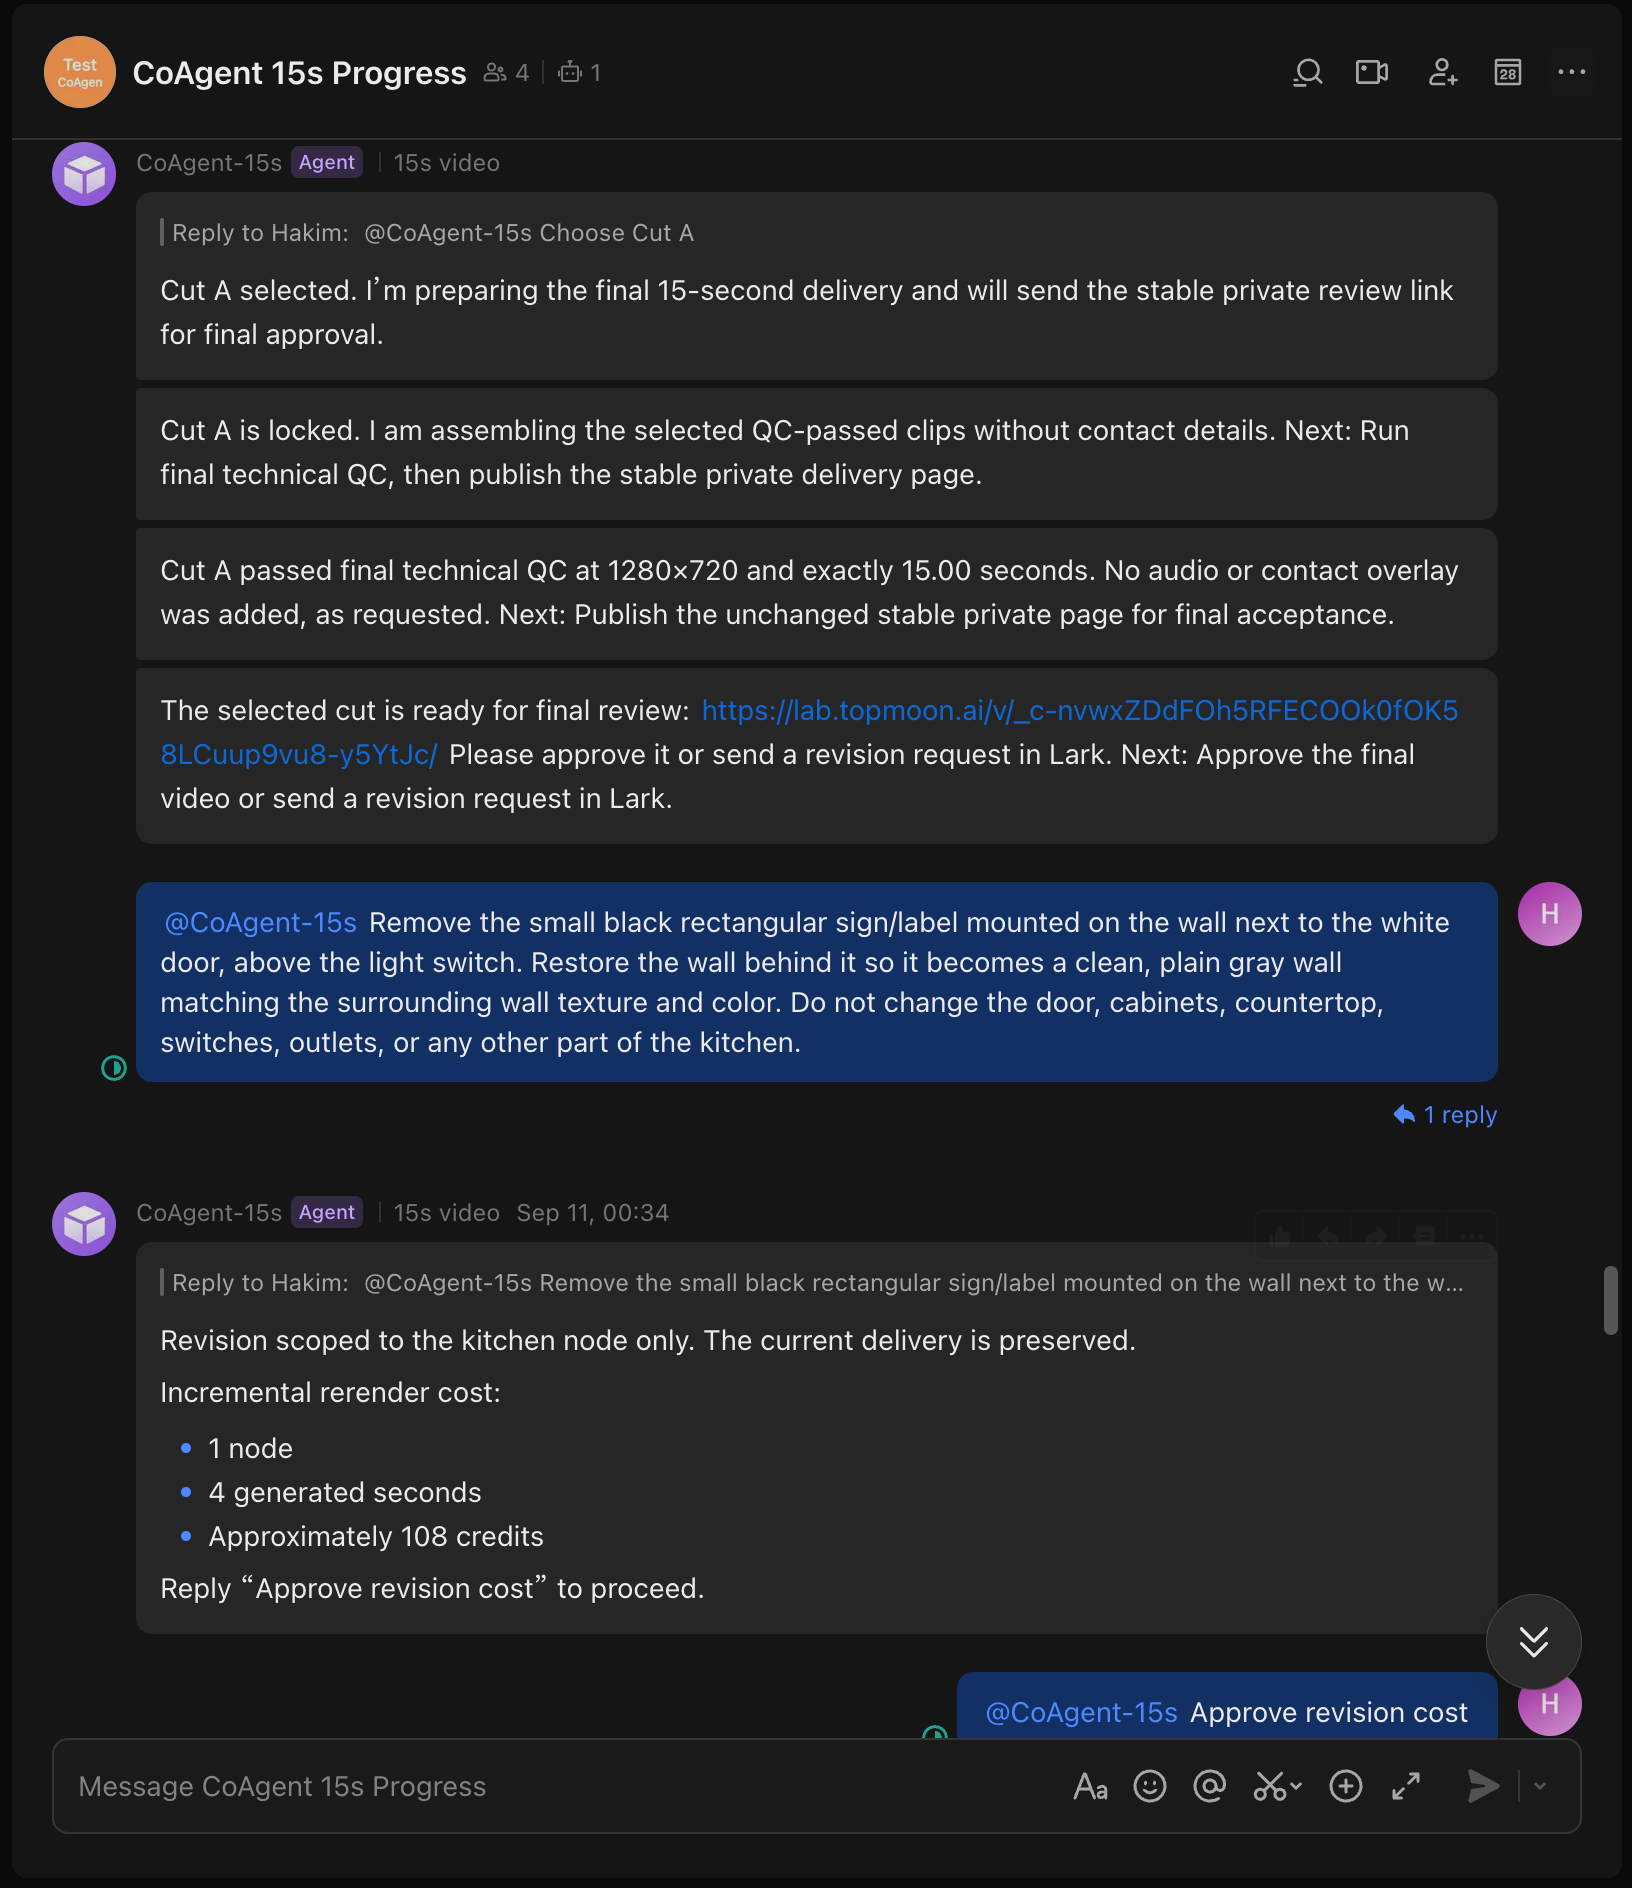 Test
CoAgen
CoAgent 15s Progress 4 1
28
CoAgent-15s Agent 15s video
Reply to Hakim: @CoAgent-15s Choose Cut A
Cut A selected. I’m preparing the final 15-second delivery and will send the stable private review link
for final approval.
Cut A is locked. I am assembling the selected QC-passed clips without contact details. Next: Run
final technical QC, then publish the stable private delivery page.
Cut A passed final technical QC at 1280×720 and exactly 15.00 seconds. No audio or contact overlay
was added, as requested. Next: Publish the unchanged stable private page for final acceptance.
The selected cut is ready for final review: https://lab.topmoon.ai/v/_c-nvwxZDdFOh5RFECOOk0fOK5
8LCuup9vu8-y5YtJc/ Please approve it or send a revision request in Lark. Next: Approve the final
video or send a revision request in Lark.
H
@CoAgent-15s Remove the small black rectangular sign/label mounted on the wall next to the white
door, above the light switch. Restore the wall behind it so it becomes a clean, plain gray wall
matching the surrounding wall texture and color. Do not change the door, cabinets, countertop,
switches, outlets, or any other part of the kitchen.
1 reply
CoAgent-15s Agent 15s video Sep 11, 00:34
Reply to Hakim: @CoAgent-15s Remove the small black rectangular sign/label mounted on the wall next to the w...
Revision scoped to the kitchen node only. The current delivery is preserved.
Incremental rerender cost:
• 1 node
• 4 generated seconds
• Approximately 108 credits
Reply “Approve revision cost” to proceed.
@CoAgent-15s Approve revision cost
H
Message CoAgent 15s Progress
Aa